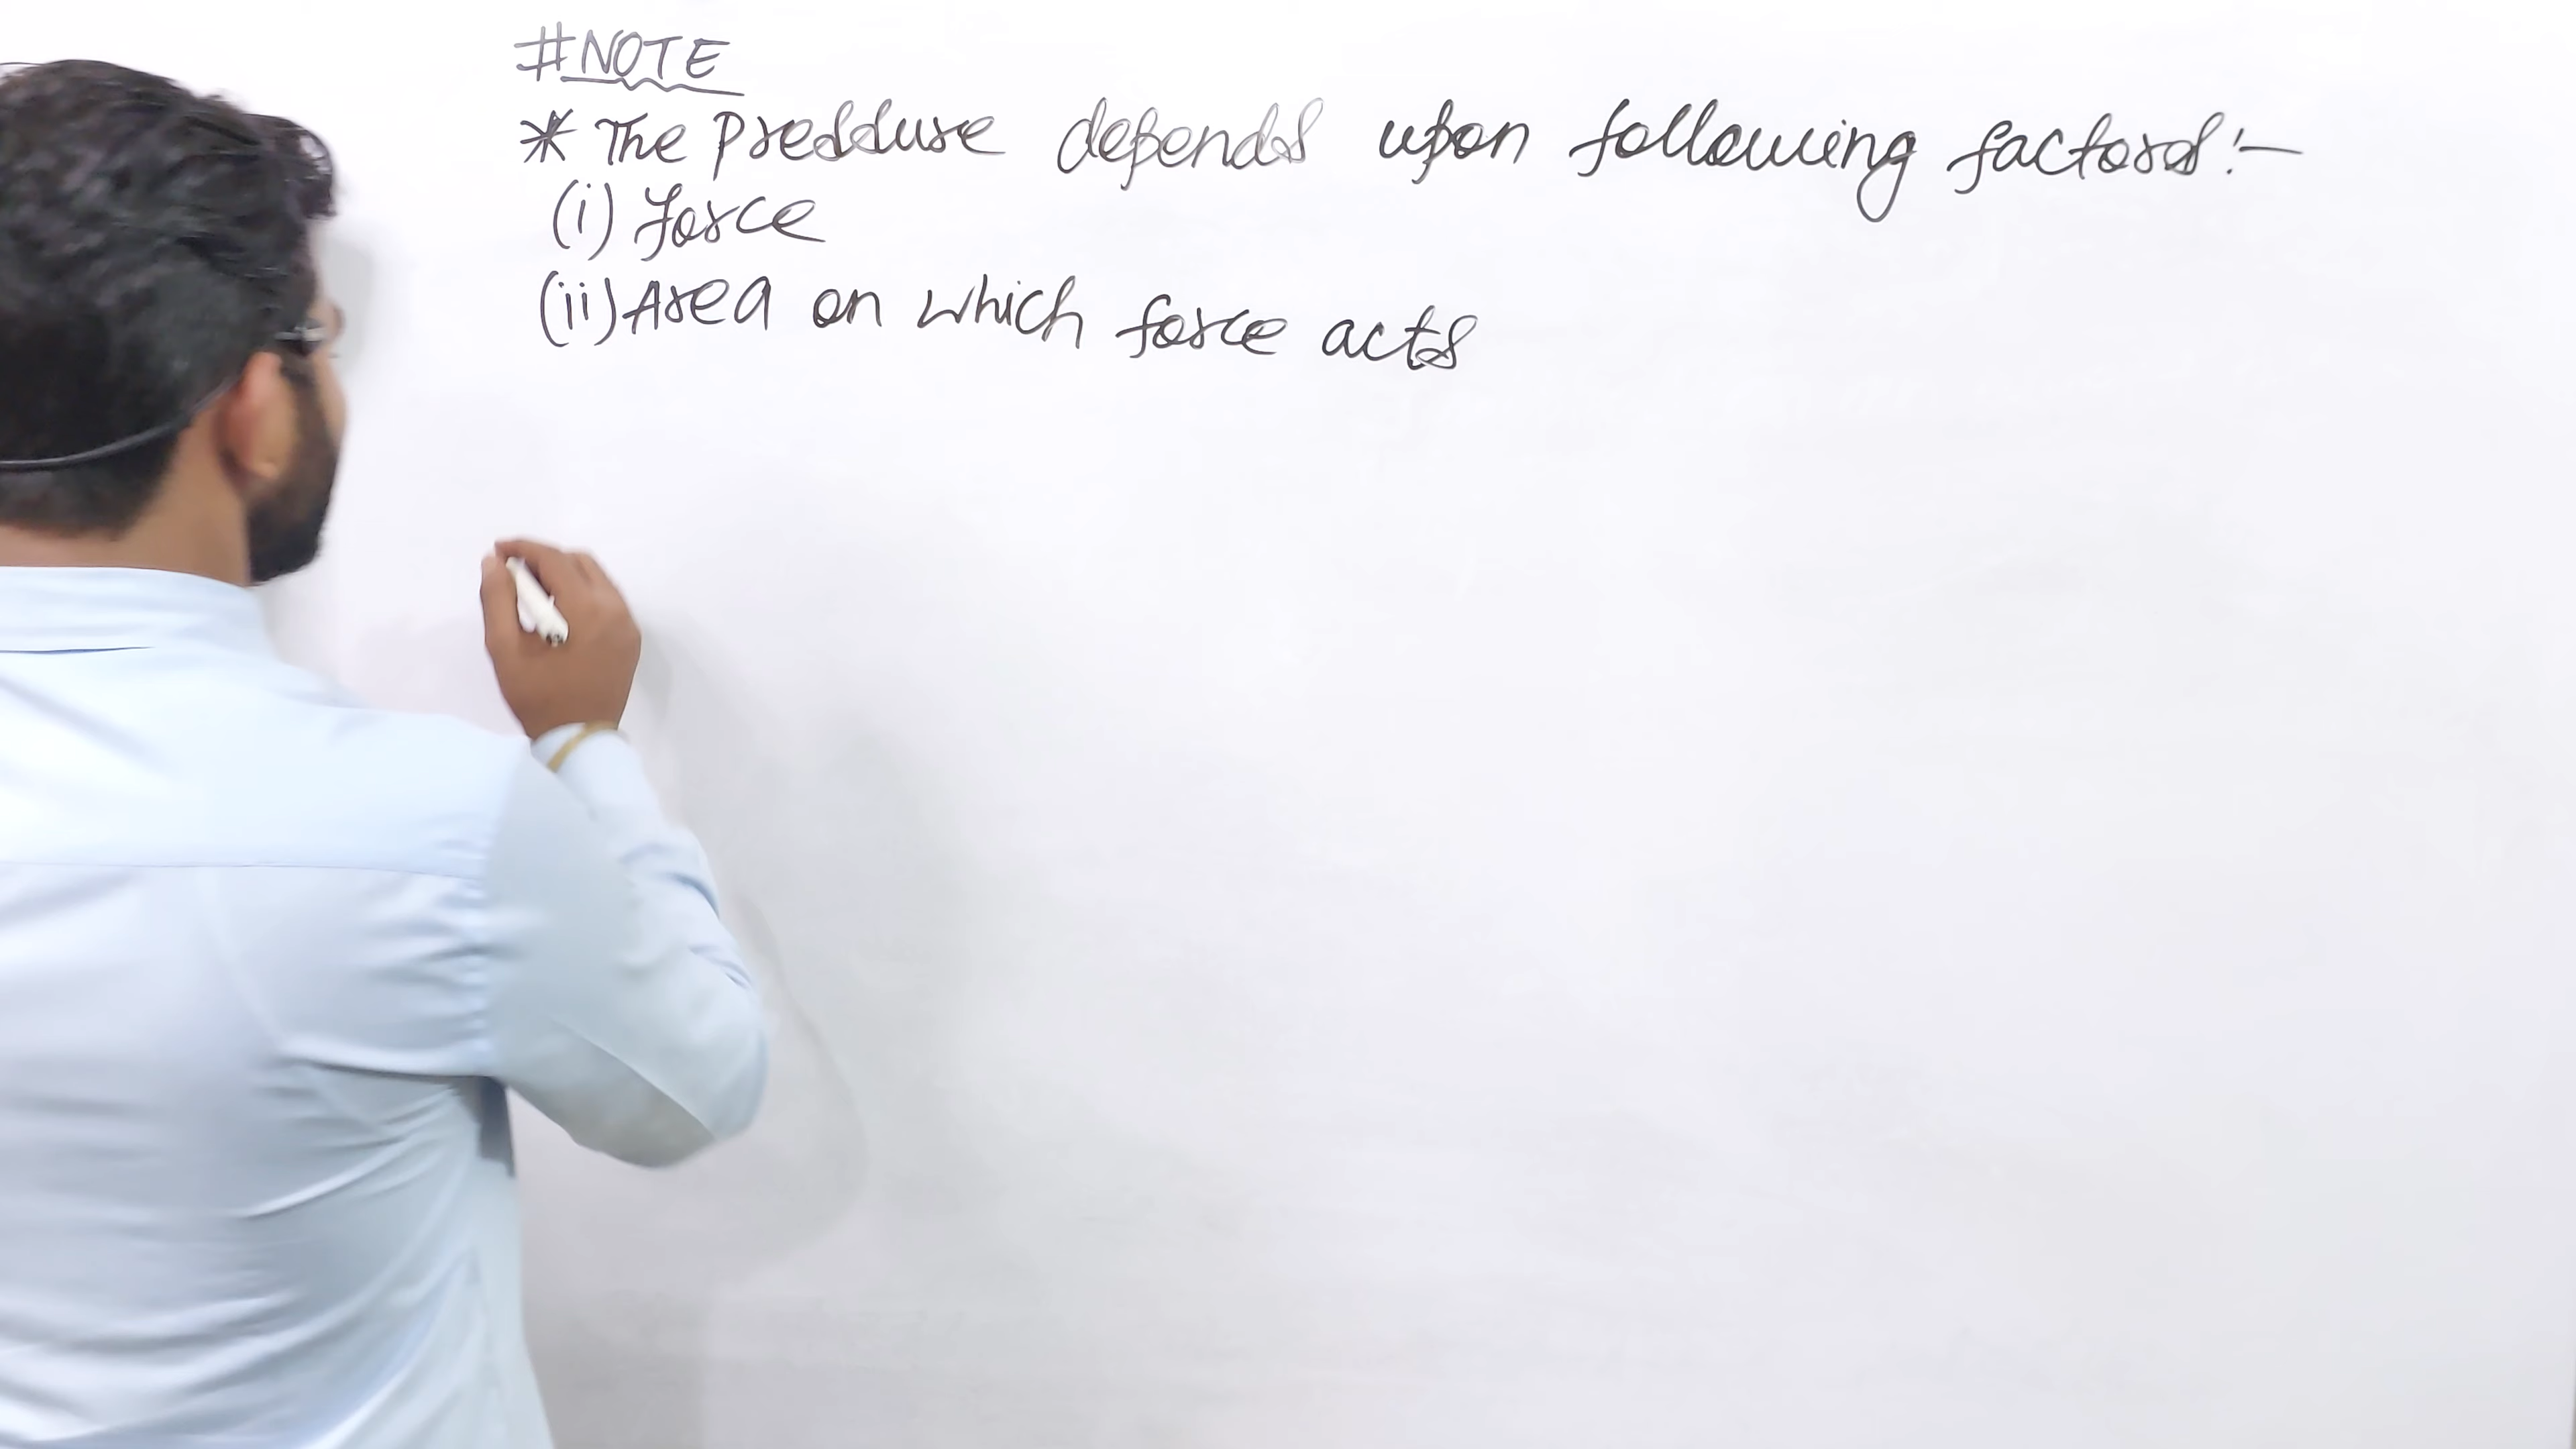 #NOTE
* The Pressure depends upon following factors:-
(i) force
(ii) Area on which force acts